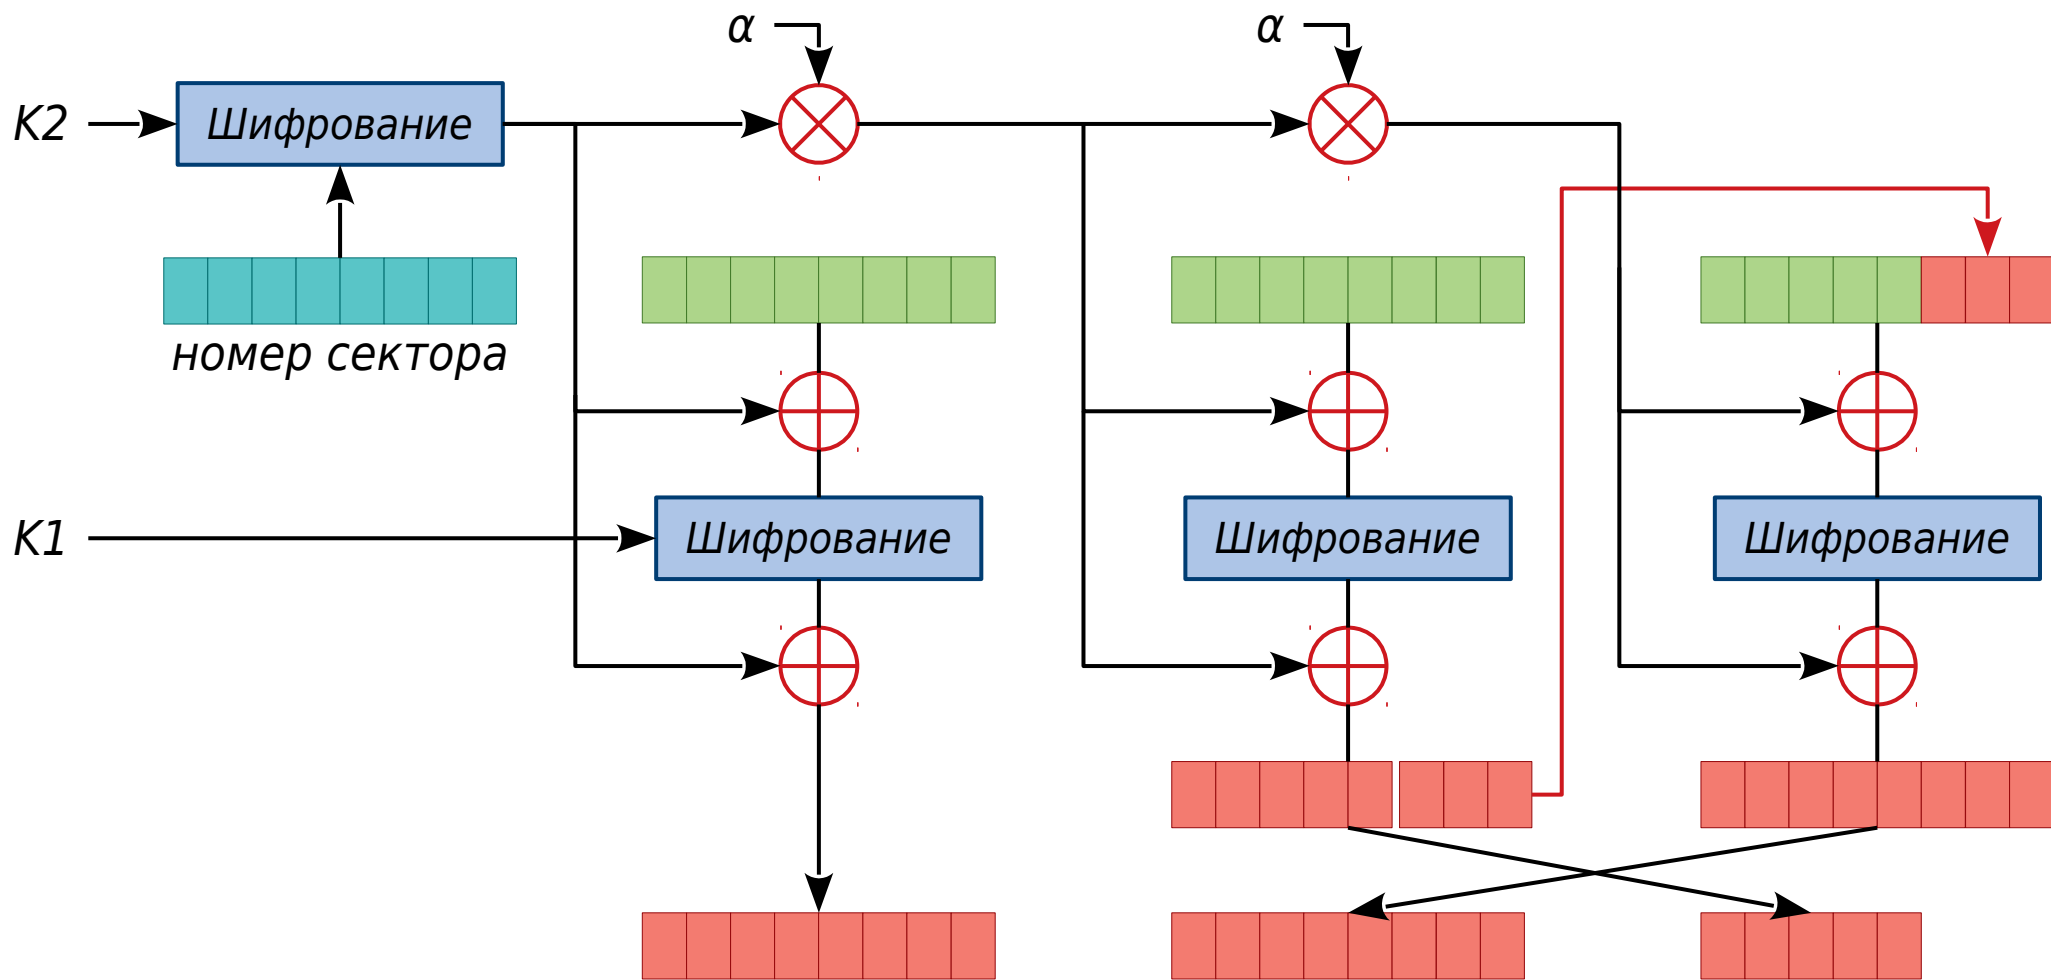 α
α
K2
Шифрование
номер сектора
K1
Шифрование
Шифрование
Шифрование